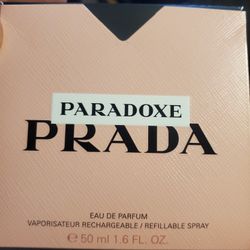 PARADOXE
PRADA
EAU DE PARFUM
VAPORISATEUR RECHARGEABLE / REFILLABLE SPRAY
℮ 50 ml 1.6 FL. OZ.